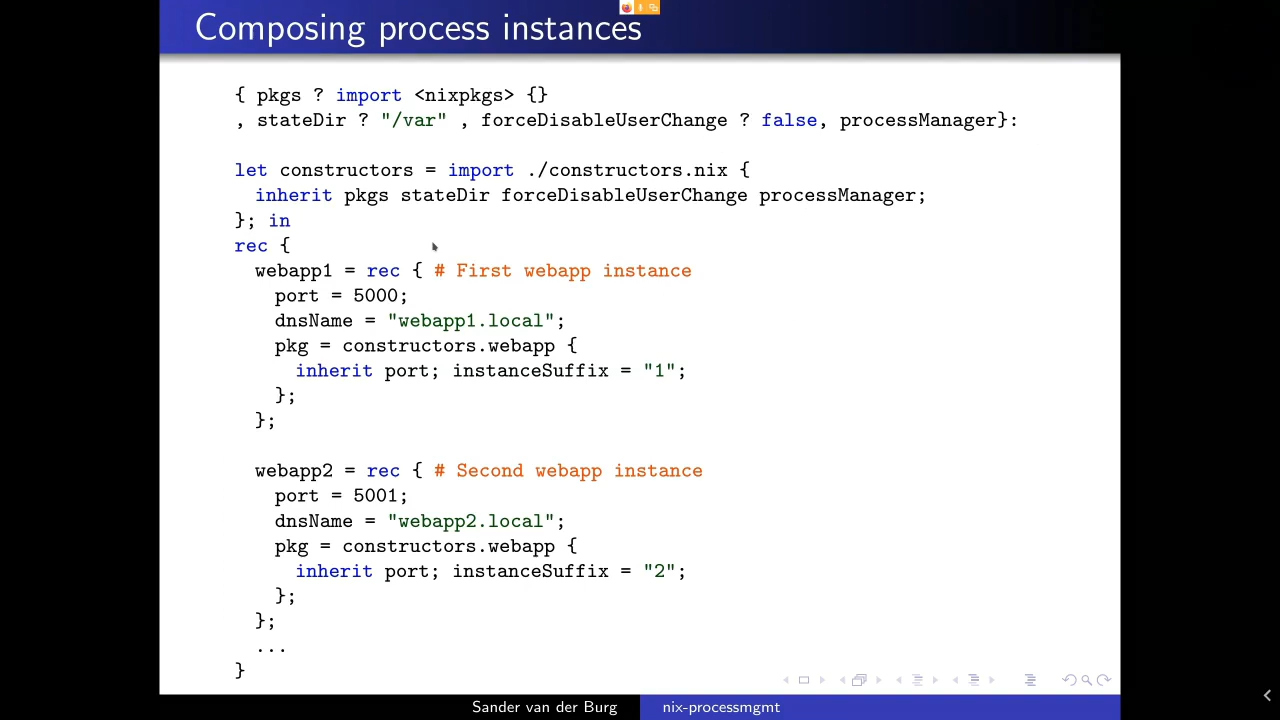 Composing process instances
{ pkgs ? import <nixpkgs> {}
, stateDir ? "/var" , forceDisableUserChange ? false, processManager}:
let constructors = import ./constructors.nix {
inherit pkgs stateDir forceDisableUserChange processManager;
}; in
rec {
webapp1 = rec { # First webapp instance
port = 5000;
dnsName = "webapp1.local";
pkg = constructors.webapp {
inherit port; instanceSuffix = "1";
};
};
webapp2 = rec { # Second webapp instance
port = 5001;
dnsName = "webapp2.local";
pkg = constructors.webapp {
inherit port; instanceSuffix = "2";
};
};
...
}
Sander van der Burg nix-processmgmt